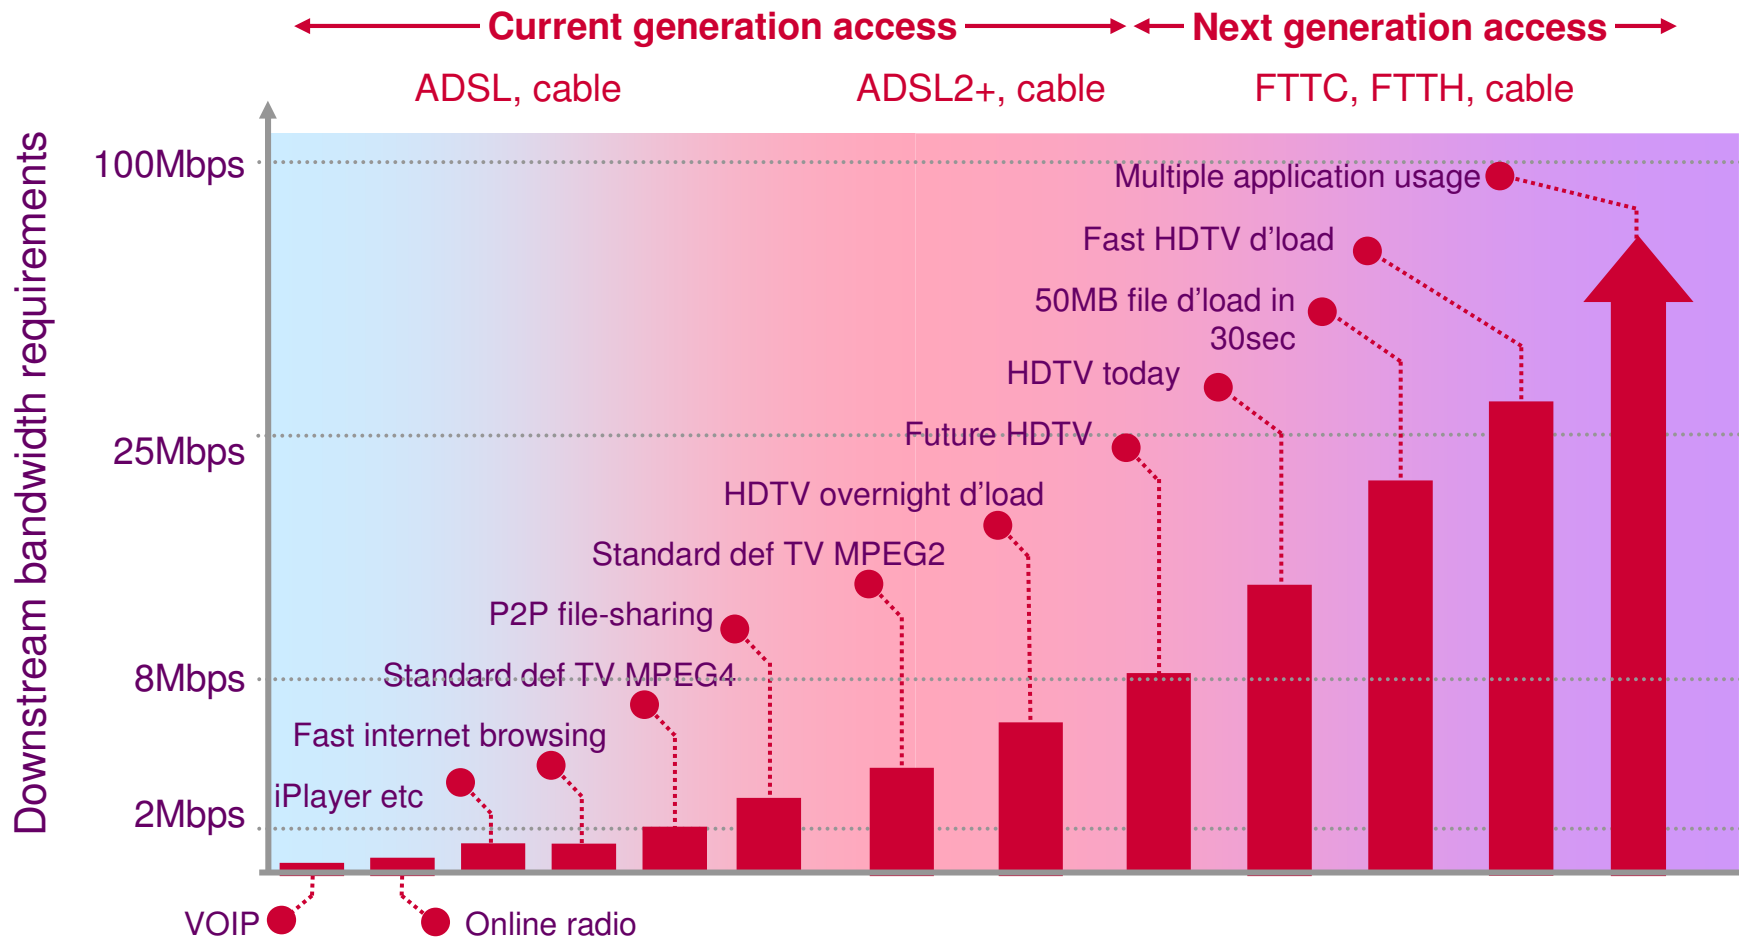 Current generation access
Next generation access
ADSL, cable
ADSL2+, cable
FTTC, FTTH, cable
Downstream bandwidth requirements
100Mbps
25Mbps
8Mbps
2Mbps
Multiple application usage
Fast HDTV d’load
50MB file d’load in
30sec
HDTV today
Future HDTV
HDTV overnight d’load
Standard def TV MPEG2
P2P file-sharing
Standard def TV MPEG4
Fast internet browsing
iPlayer etc
VOIP
Online radio